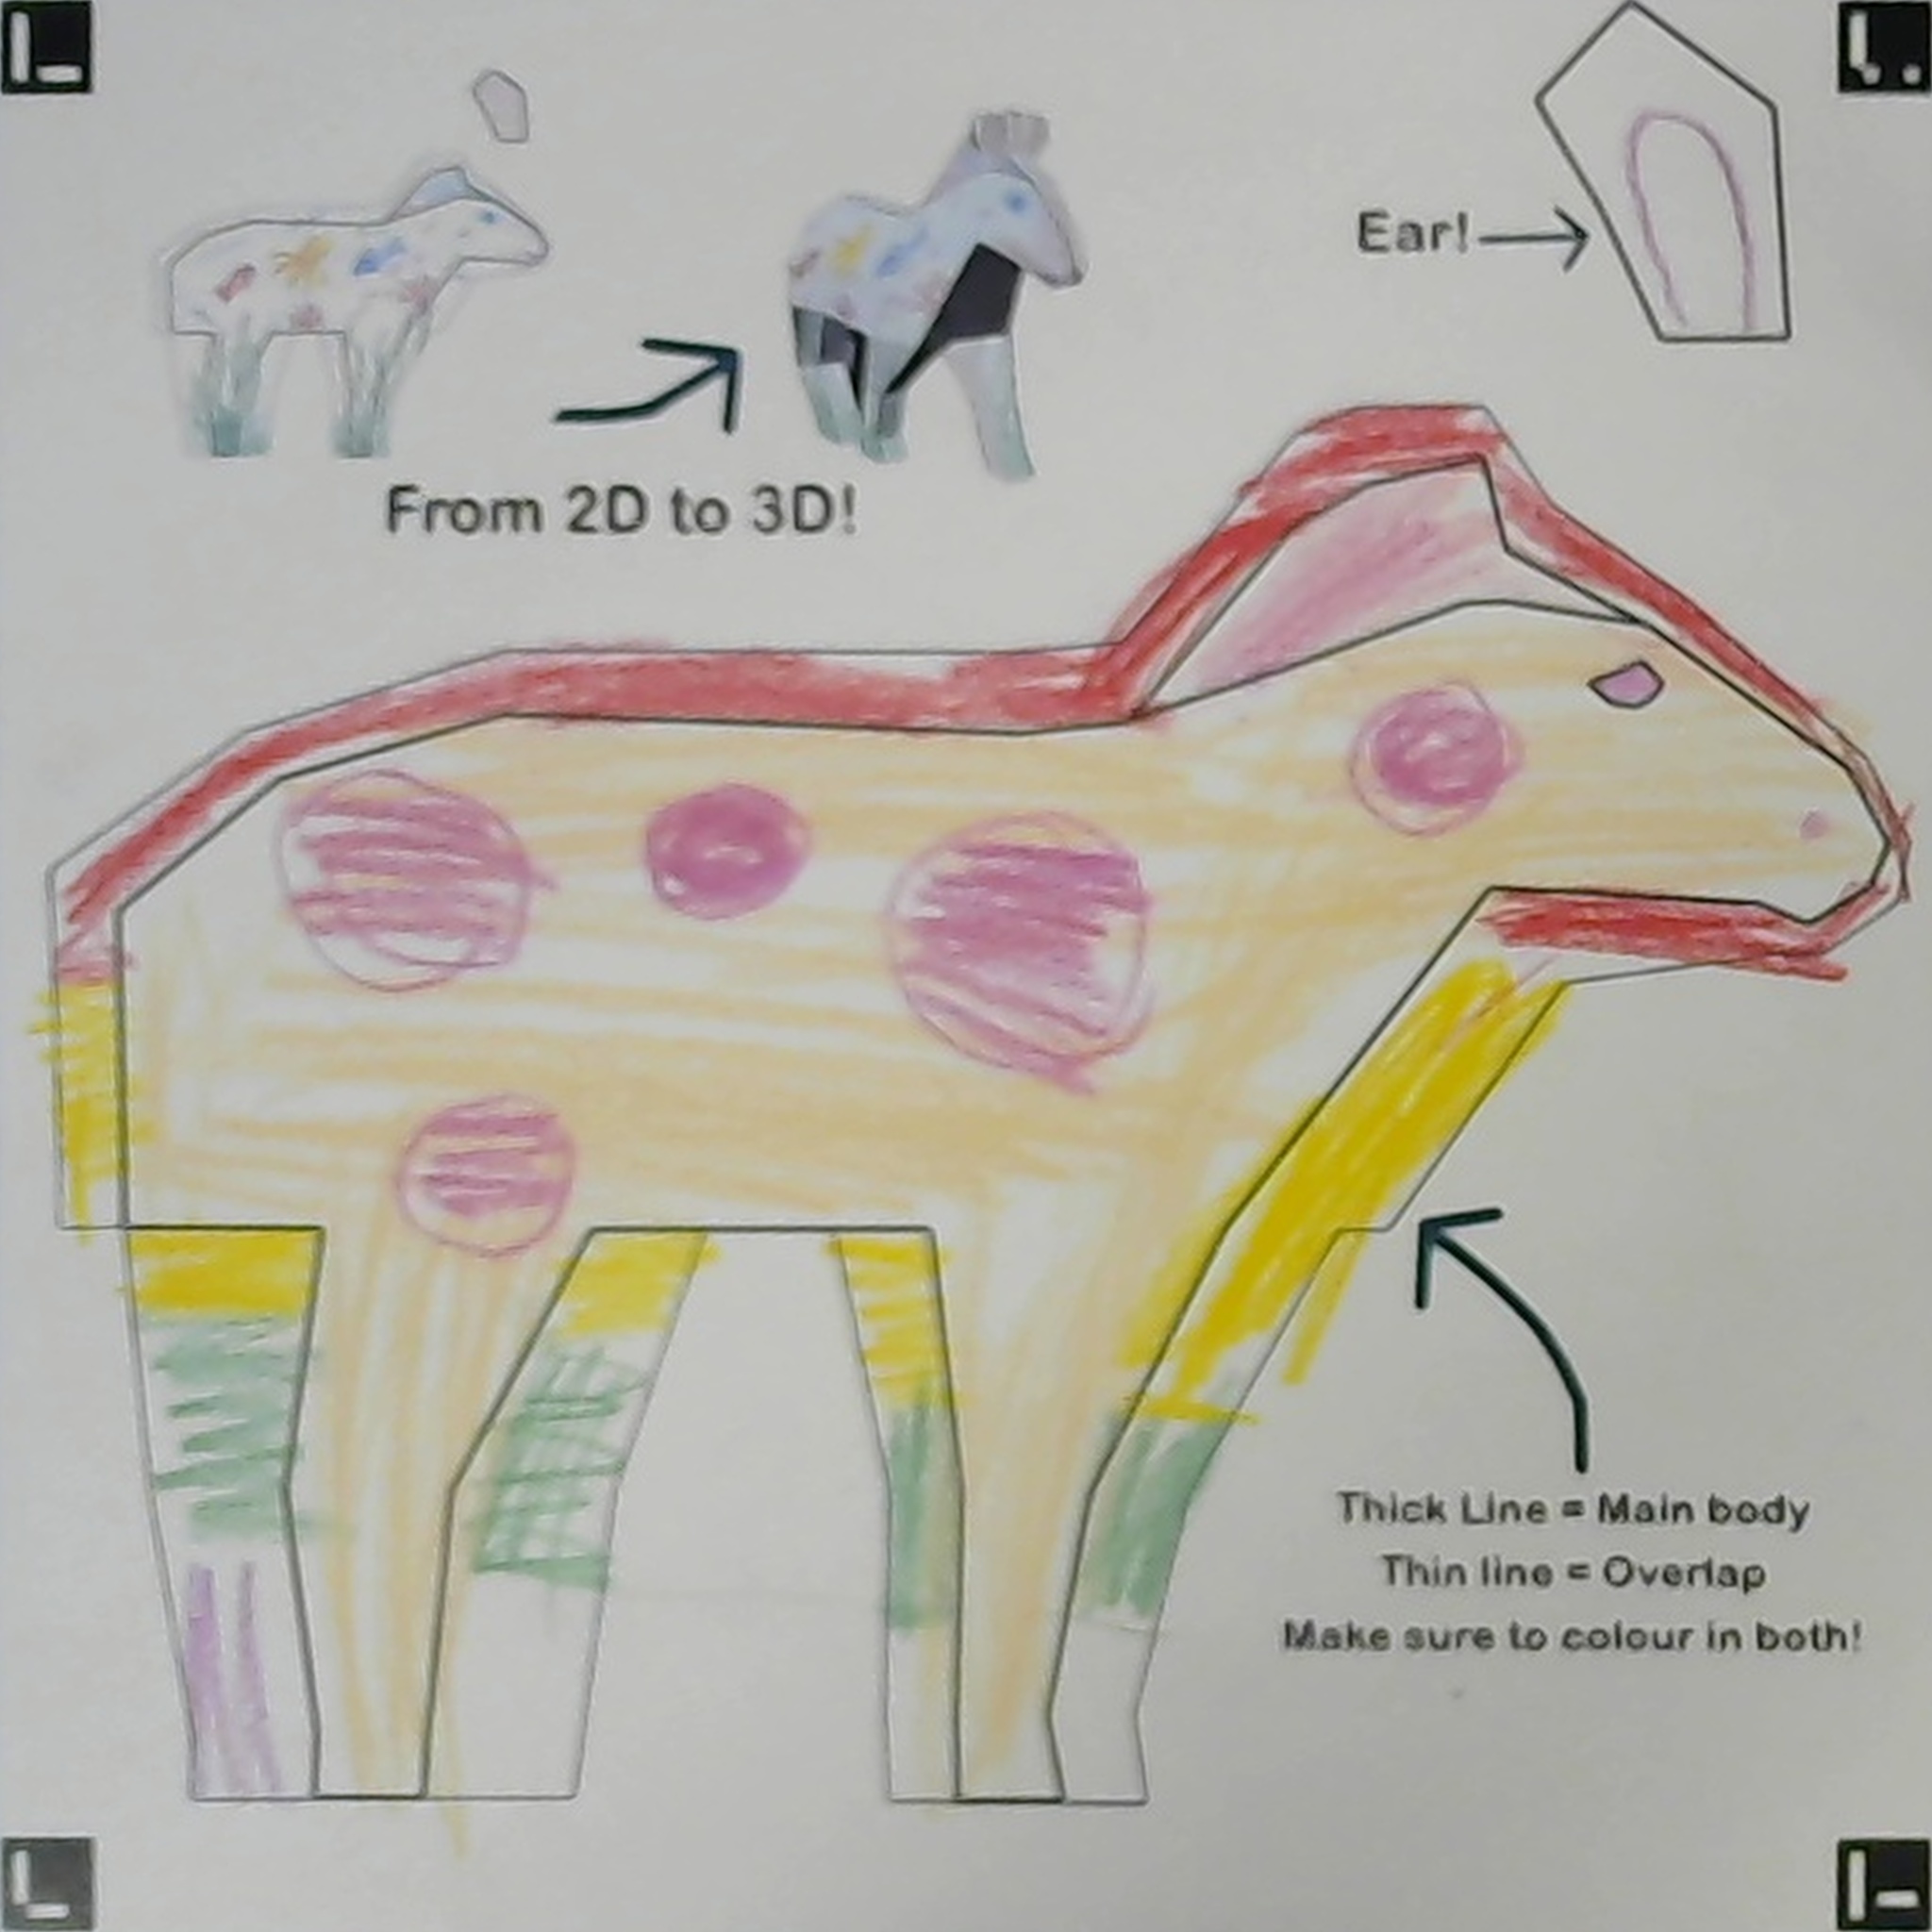 Ear!
From 2D to 3D!
Thick Line = Main body
Thin line = Overlap
Make sure to colour in both!